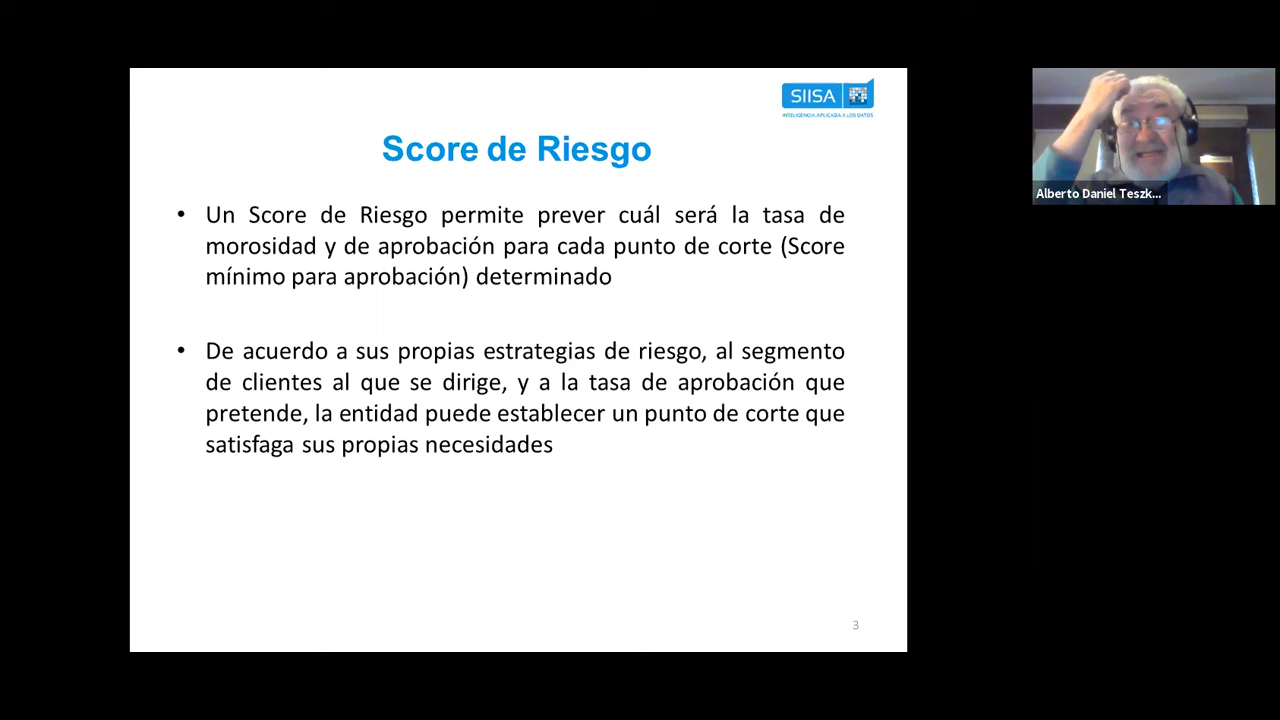 SIISA
INTELIGENCIA APLICADA A LOS DATOS
Score de Riesgo
• Un Score de Riesgo permite prever cuál será la tasa de
morosidad y de aprobación para cada punto de corte (Score
mínimo para aprobación) determinado
• De acuerdo a sus propias estrategias de riesgo, al segmento
de clientes al que se dirige, y a la tasa de aprobación que
pretende, la entidad puede establecer un punto de corte que
satisfaga sus propias necesidades
3
Alberto Daniel Teszk...